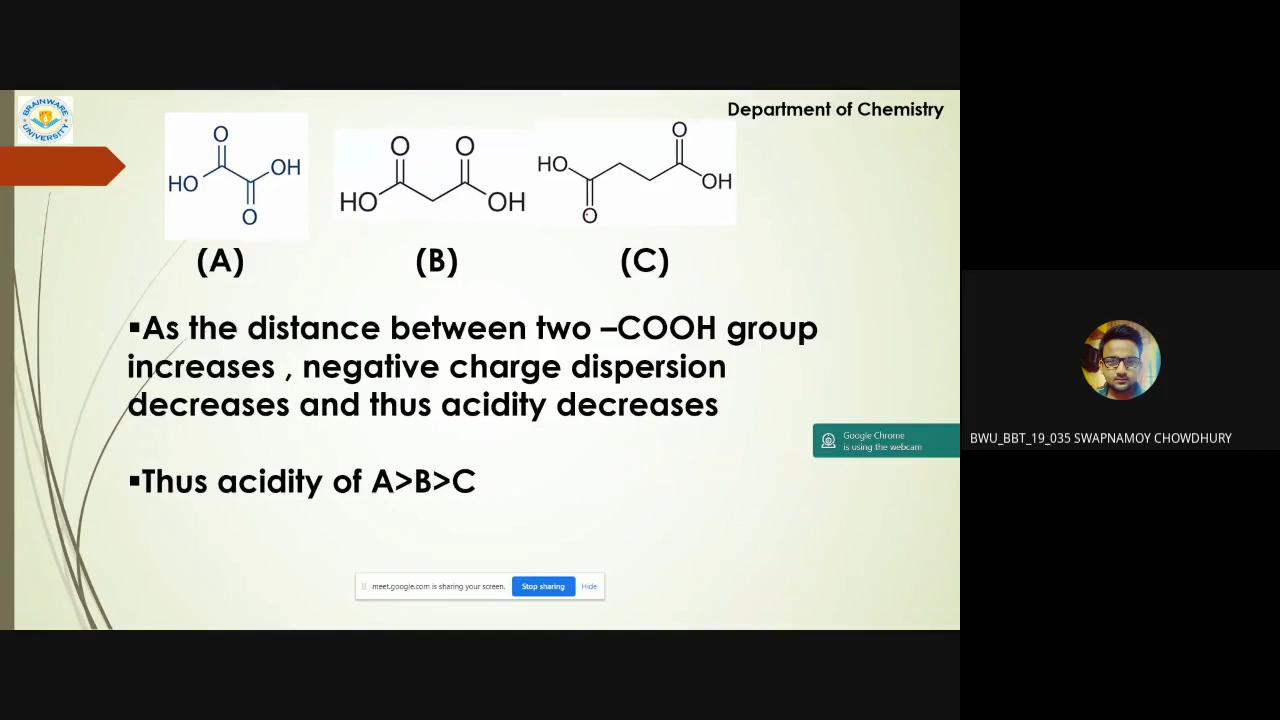 BRAINWARE
UNIVERSITY
Department of Chemistry
O
HO
OH
O
O
O
HO
OH
O
HO
OH
O
(A)
(B)
(C)
▪As the distance between two –COOH group
increases , negative charge dispersion
decreases and thus acidity decreases
Google Chrome
is using the webcam
BWU_BBT_19_035 SWAPNAMOY CHOWDHURY
▪Thus acidity of A>B>C
meet.google.com is sharing your screen.
Stop sharing
Hide